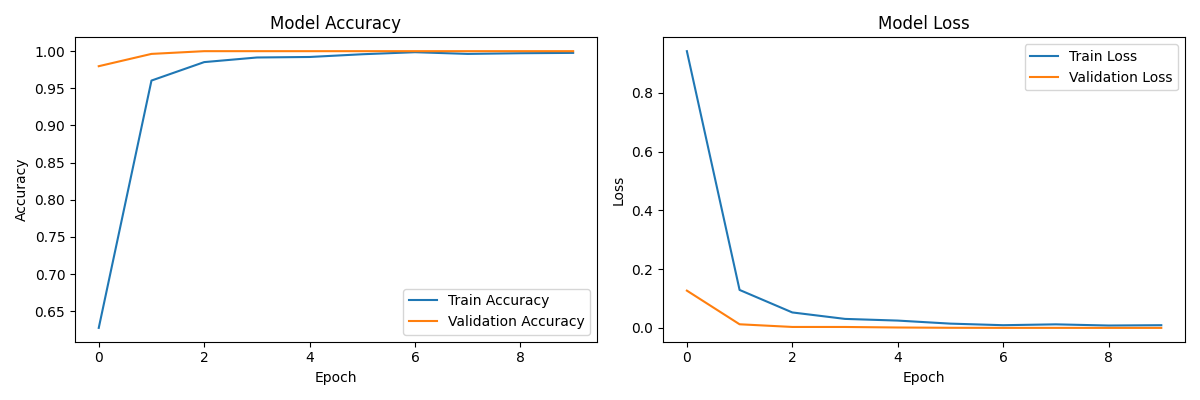 Model Accuracy
1.00
0.95
0.90
0.85
0.80
0.75
0.70
0.65
Accuracy
Train Accuracy
Validation Accuracy
0 2 4 6 8
Epoch
Model Loss
Train Loss
Validation Loss
0.8
0.6
0.4
0.2
0.0
Loss
0 2 4 6 8
Epoch